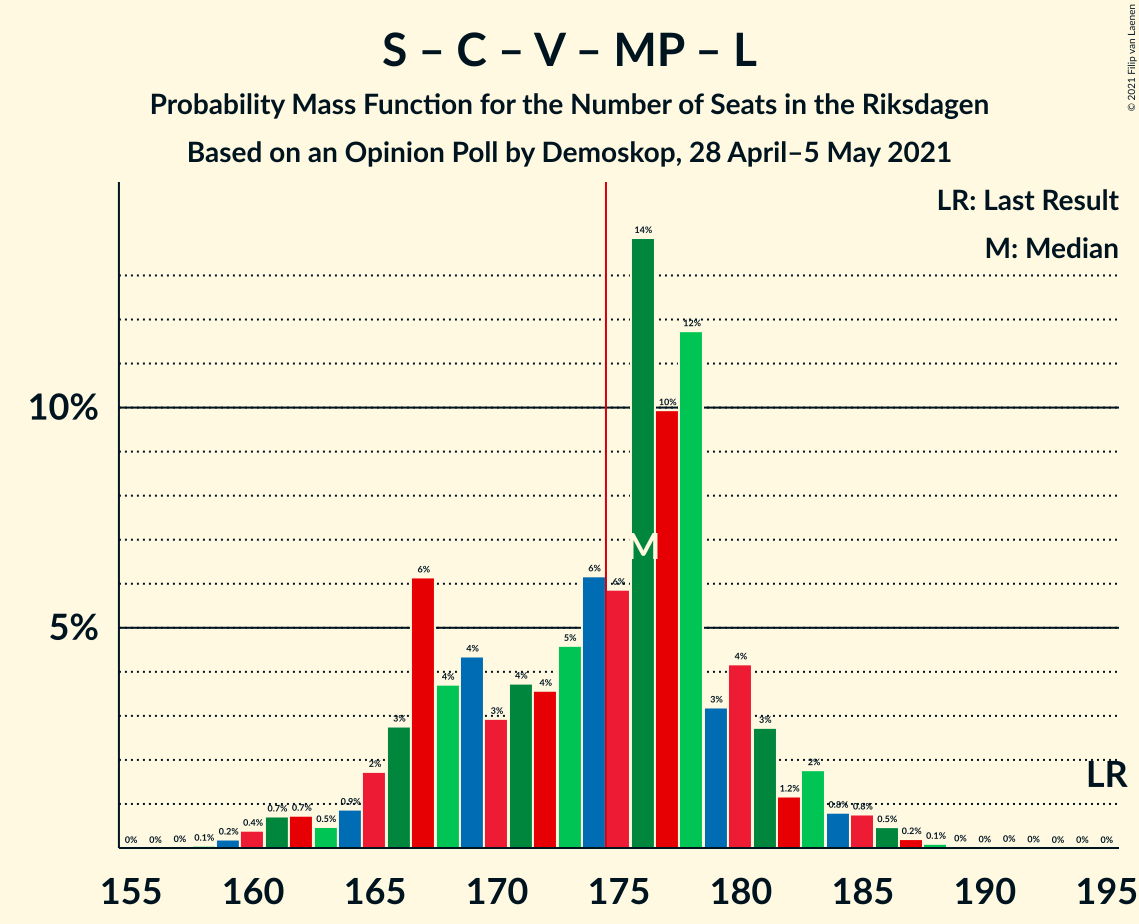 © 2021 Filip van Laenen
S – C – V – MP – L
Probability Mass Function for the Number of Seats in the Riksdagen
Based on an Opinion Poll by Demoskop, 28 April–5 May 2021
LR: Last Result
M: Median
10%
5%
0% 0% 0% 0.1% 0.2% 0.4% 0.7% 0.7% 0.5% 0.9% 2% 3% 6% 4% 4% 3% 4% 4% 5% 6% 6% 14% 10% 12% 3% 4% 3% 1.2% 2% 0.8% 0.8% 0.5% 0.2% 0.1% 0% 0% 0% 0% 0% 0% 0%
M
LR
155 160 165 170 175 180 185 190 195